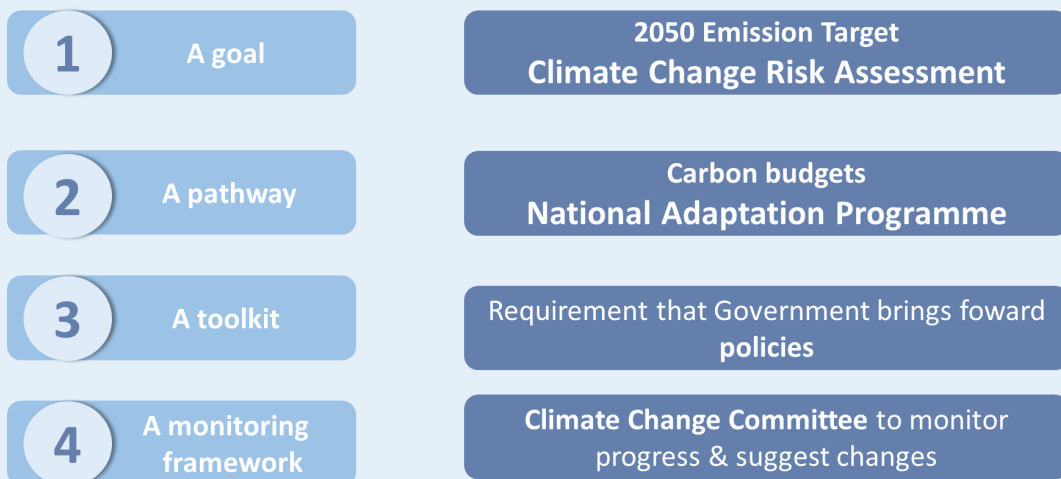 1
A goal
2050 Emission Target
Climate Change Risk Assessment
2
A pathway
Carbon budgets
National Adaptation Programme
3
A toolkit
Requirement that Government brings foward
policies
4
A monitoring
framework
Climate Change Committee to monitor
progress & suggest changes